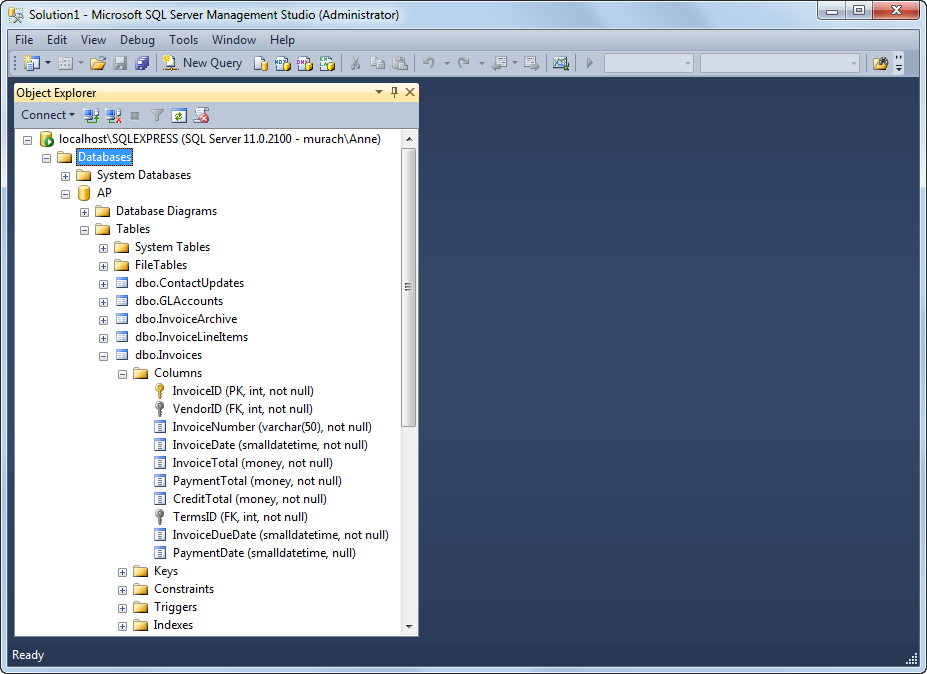 Solution1 - Microsoft SQL Server Management Studio (Administrator)
File Edit View Debug Tools Window Help
New Query
Object Explorer
Connect
localhost\SQLEXPRESS (SQL Server 11.0.2100 - murach\Anne)
Databases
System Databases
AP
Database Diagrams
Tables
System Tables
FileTables
dbo.ContactUpdates
dbo.GLAccounts
dbo.InvoiceArchive
dbo.InvoiceLineItems
dbo.Invoices
Columns
InvoiceID (PK, int, not null)
VendorID (FK, int, not null)
InvoiceNumber (varchar(50), not null)
InvoiceDate (smalldatetime, not null)
InvoiceTotal (money, not null)
PaymentTotal (money, not null)
CreditTotal (money, not null)
TermsID (FK, int, not null)
InvoiceDueDate (smalldatetime, not null)
PaymentDate (smalldatetime, null)
Keys
Constraints
Triggers
Indexes
Ready